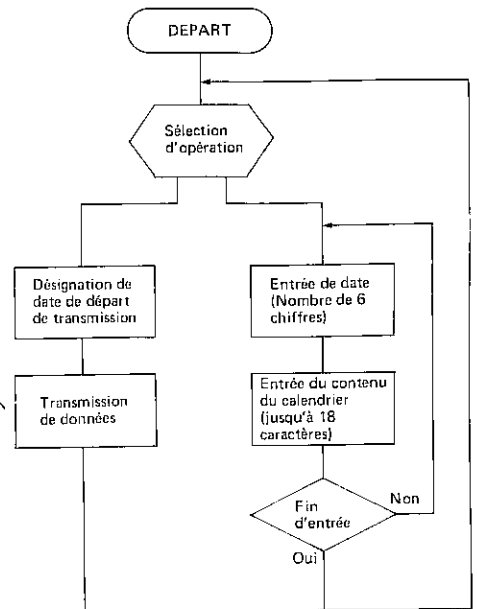 DEPART
Sélection
d'opération
Désignation de
date de départ
de transmission
Transmission
de données
Entrée de date
(Nombre de 6
chiffres)
Entrée du contenu
du calendrier
(jusqu'à 18
caractères)
Fin
d'entrée
Non
Oui